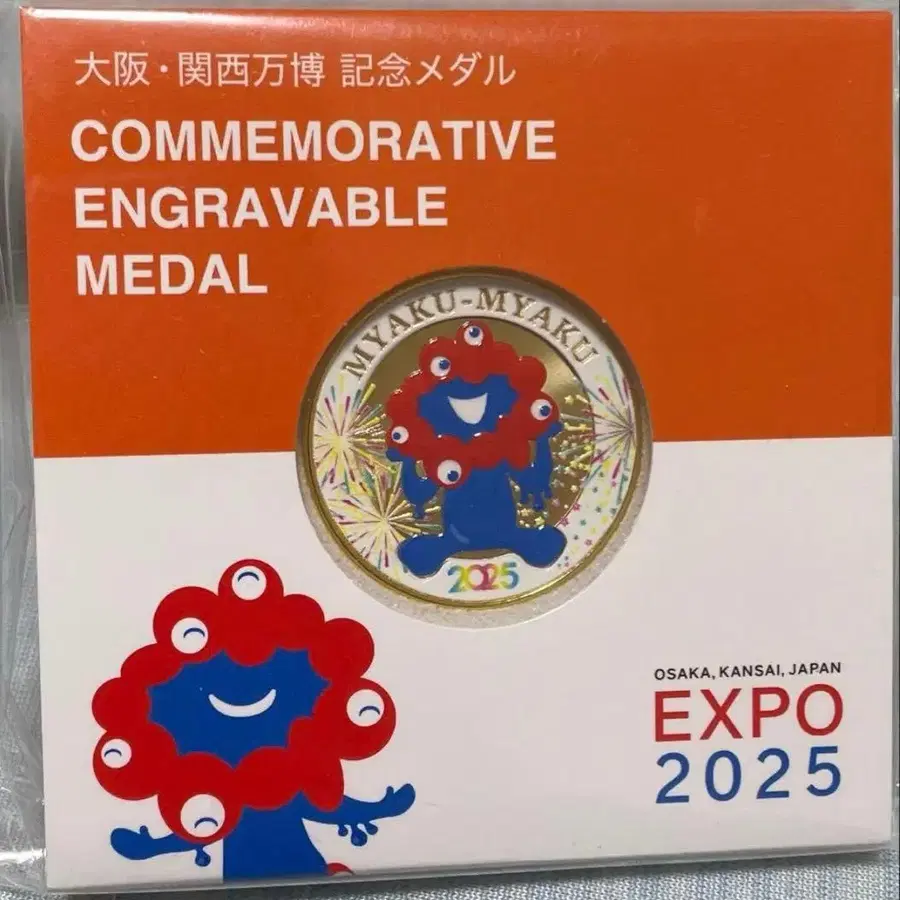 大阪・関西万博 記念メダル
COMMEMORATIVE
ENGRAVABLE
MEDAL
MYAKU-MYAKU
2025
OSAKA, KANSAI, JAPAN
EXPO
2025